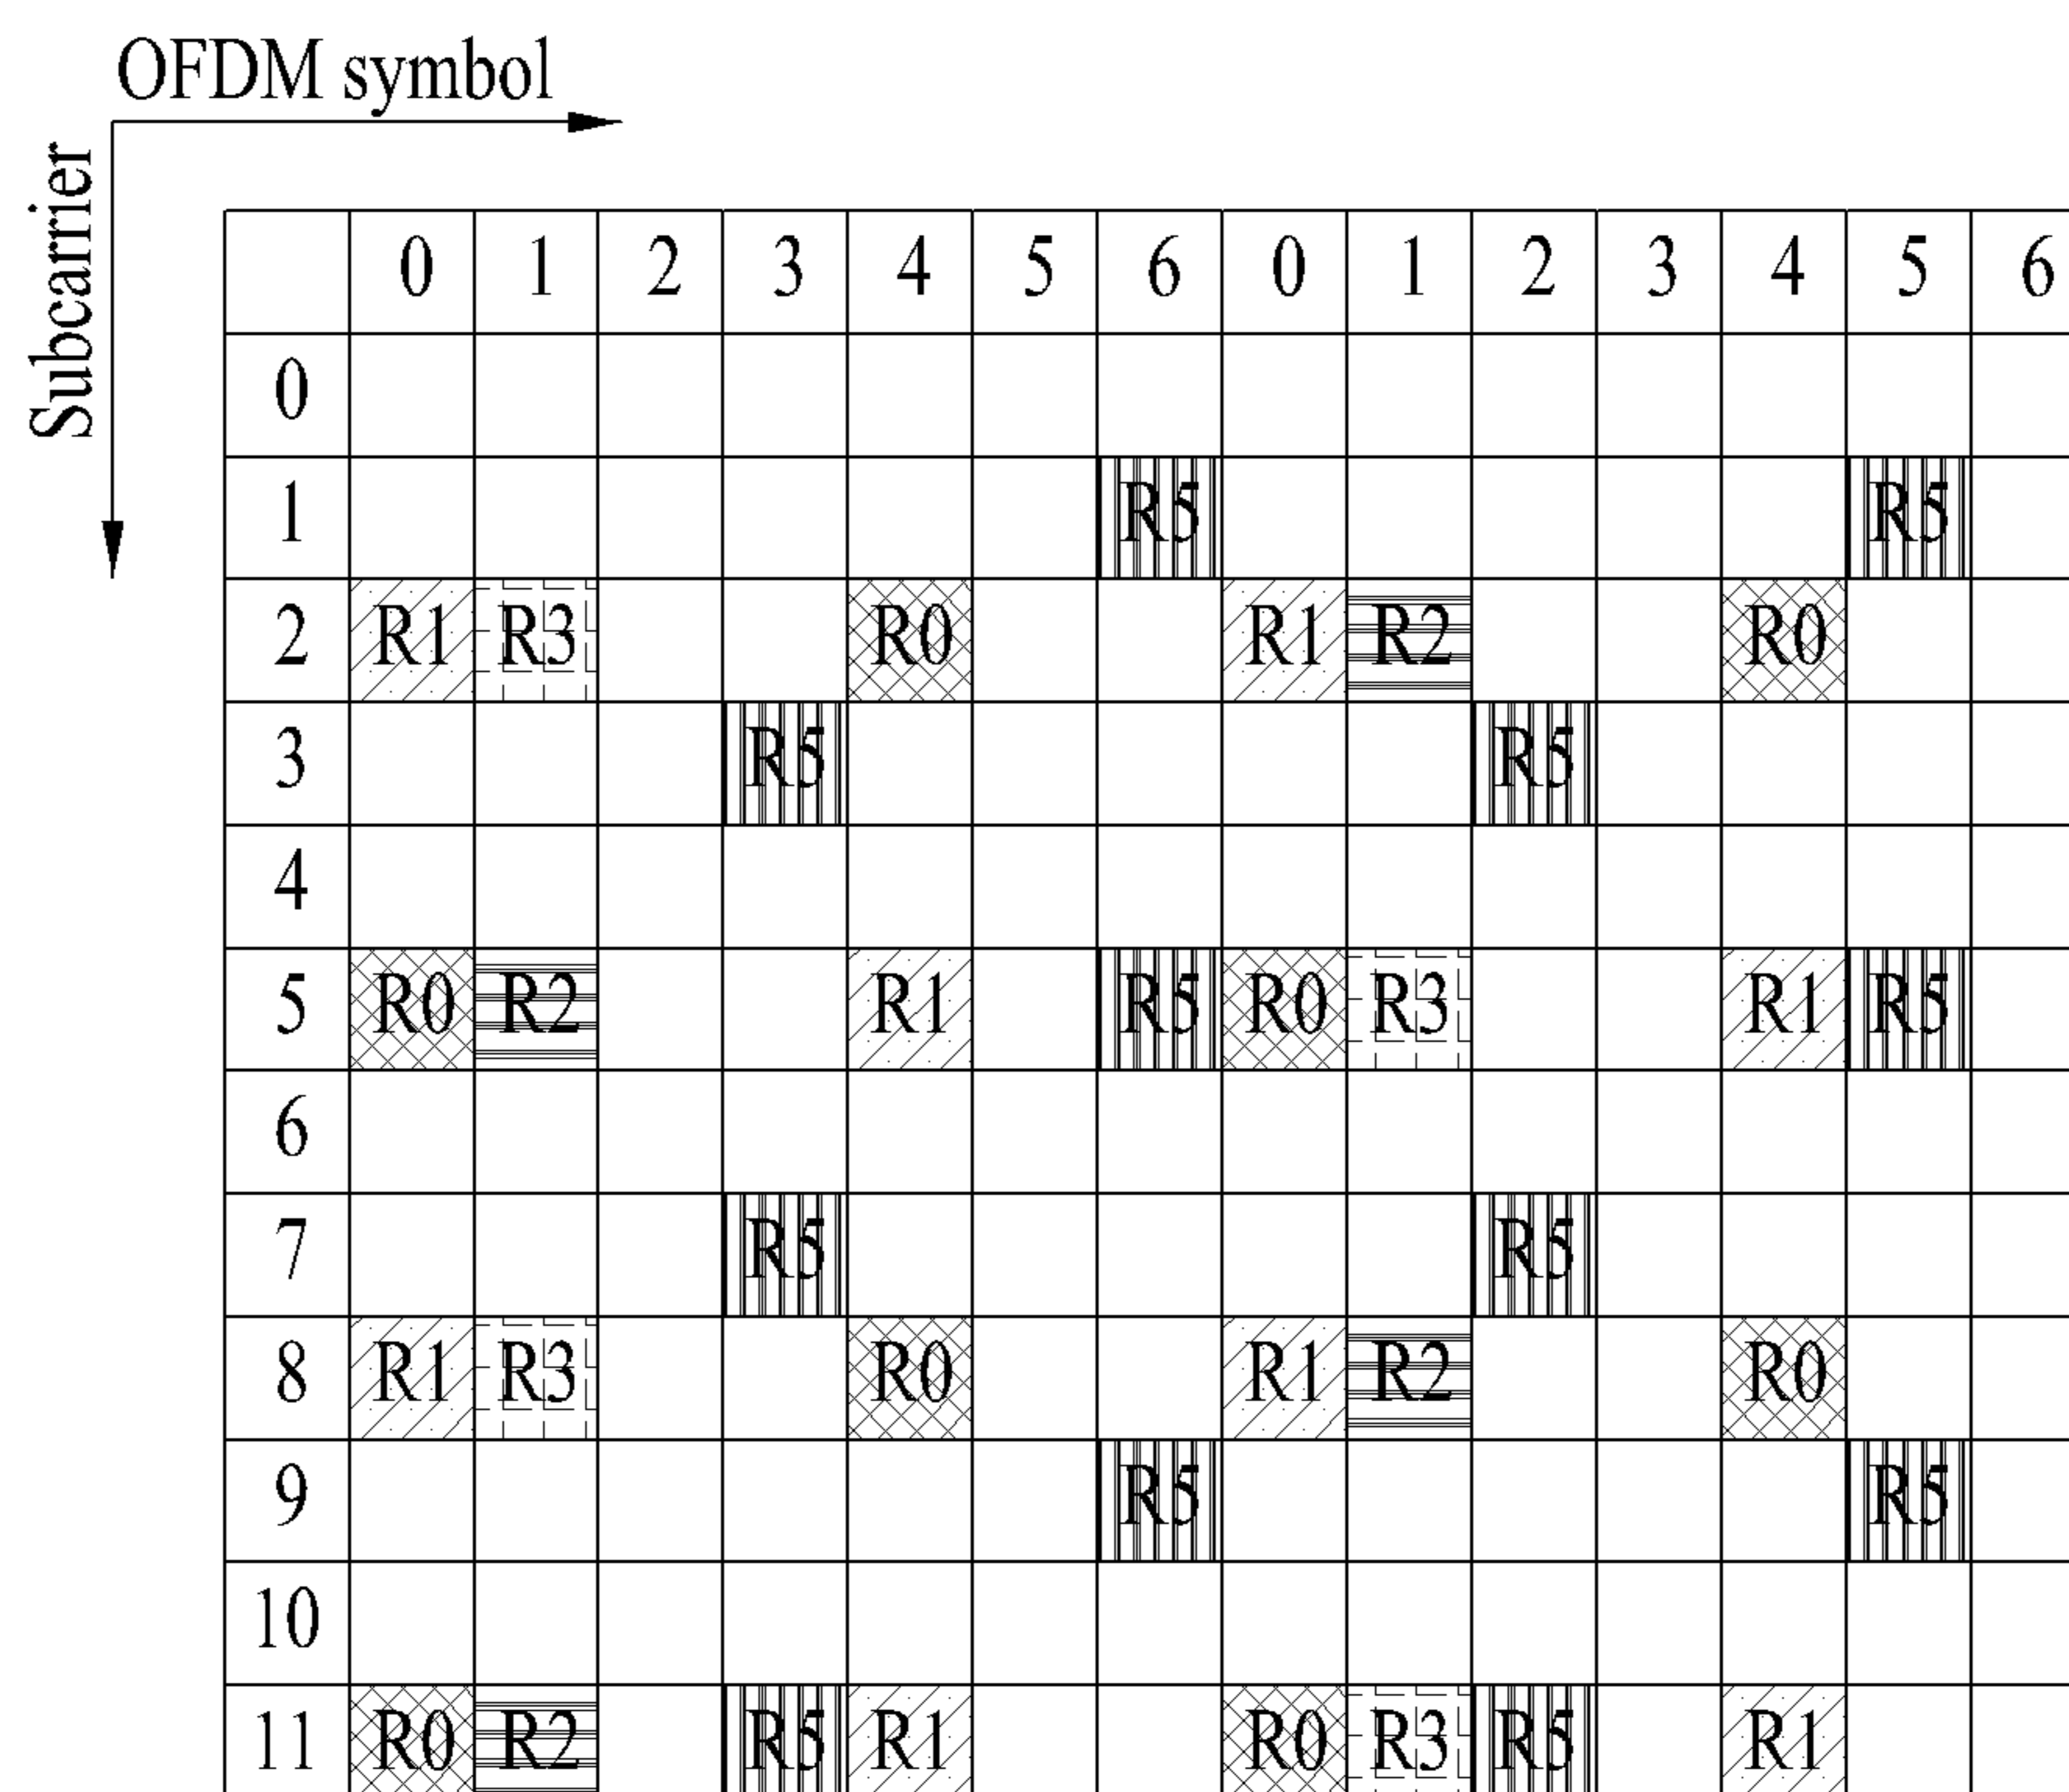 OFDM symbol
Subcarrier
0 1 2 3 4 5 6 0 1 2 3 4 5 6
0
1 R5 R5
2 R1 R3 R0 R1 R2 R0
3 R5 R5
4
5 R0 R2 R1 R5 R0 R3 R1 R5
6
7 R5 R5
8 R1 R3 R0 R1 R2 R0
9 R5 R5
10
11 R0 R2 R5 R1 R0 R3 R5 R1